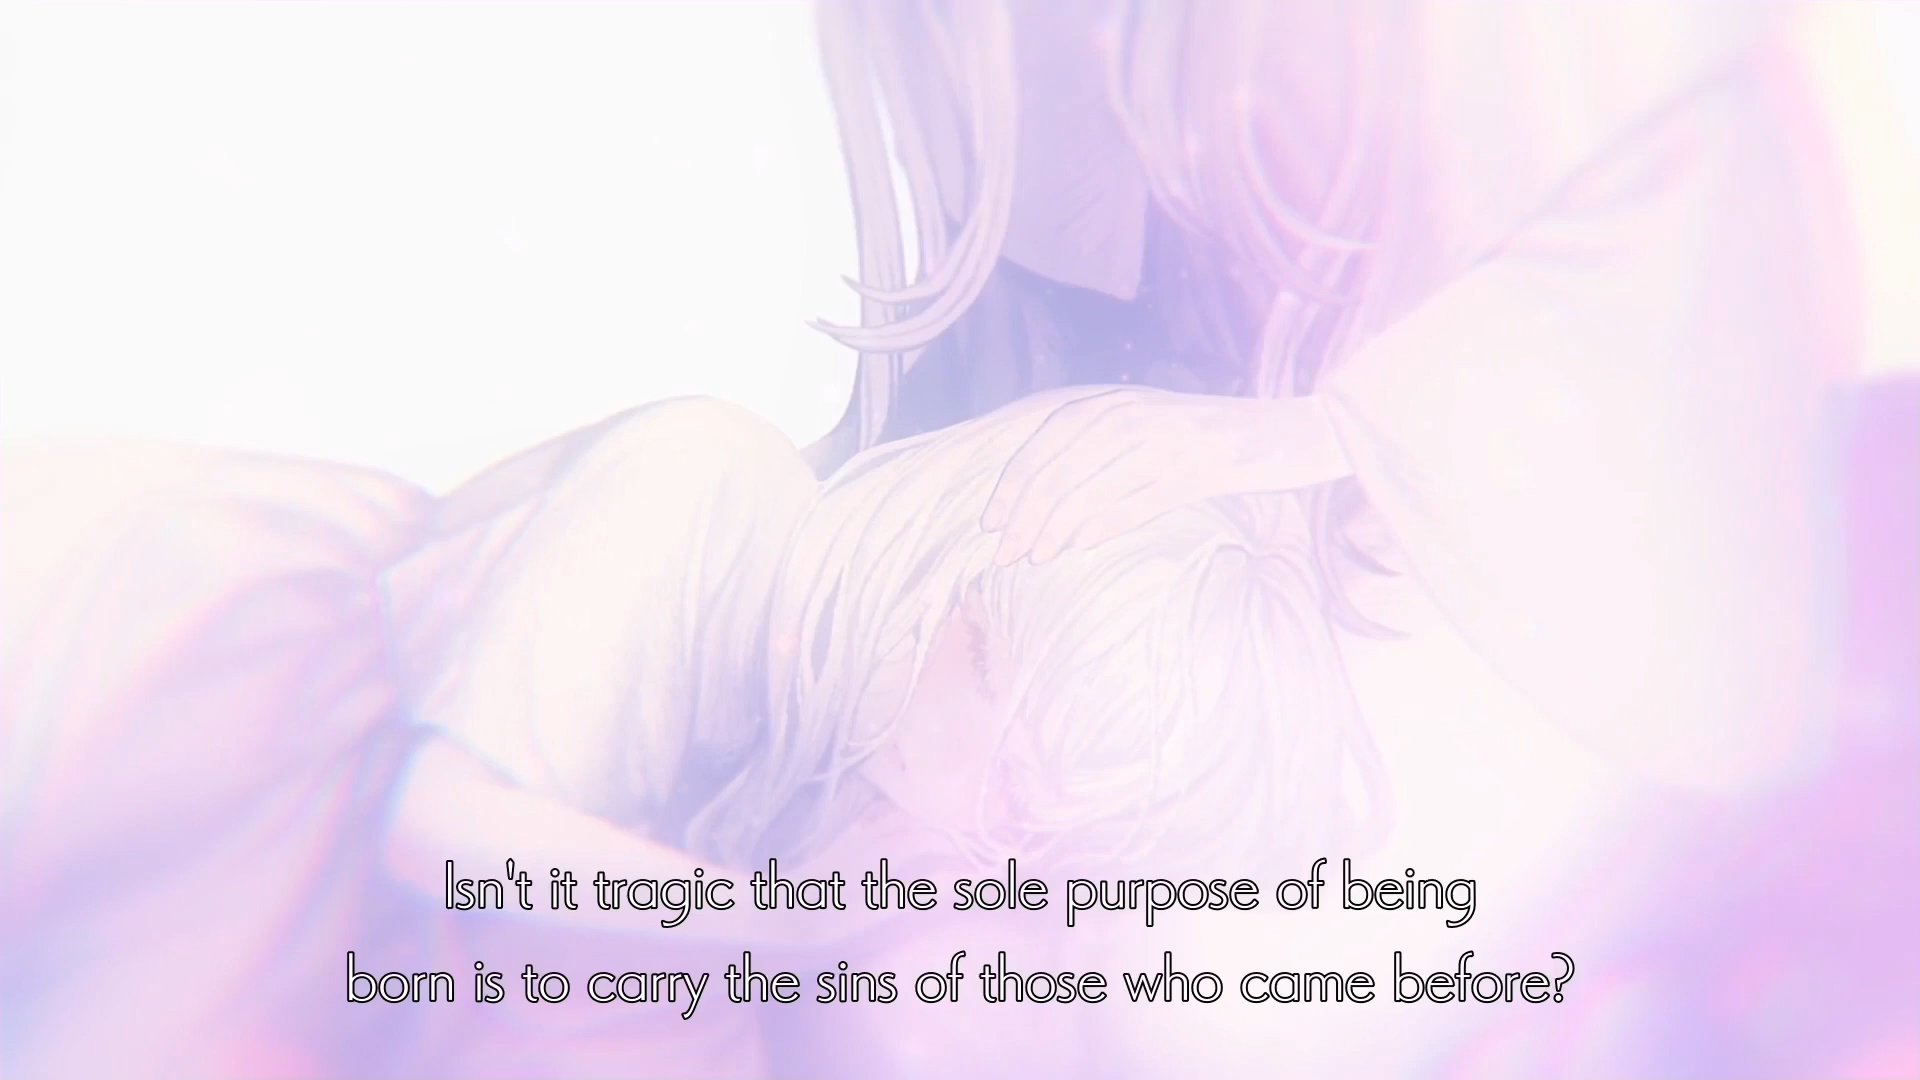 Isn't it tragic that the sole purpose of being
born is to carry the sins of those who came before?